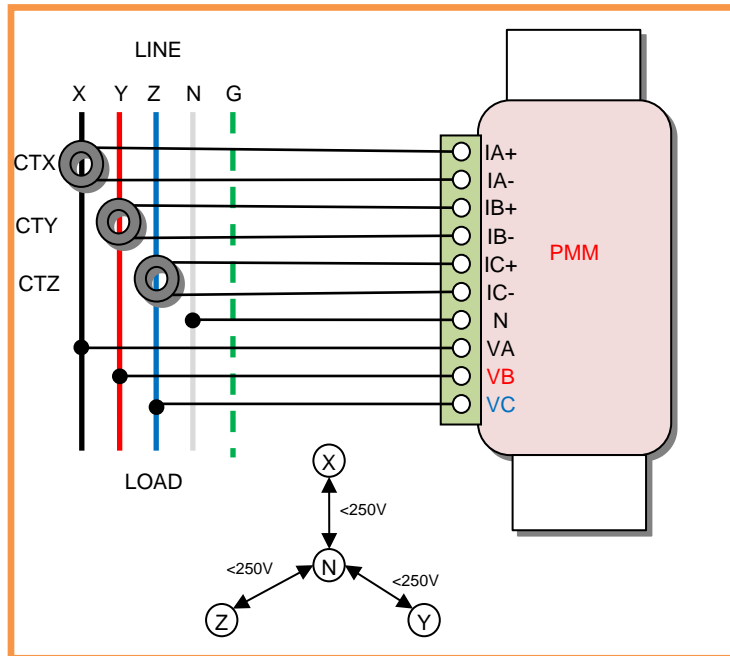 LINE
X Y Z N G
CTX
CTY
CTZ
IA+
IA-
IB+
IB-
IC+
IC-
N
VA
VB
VC
PMM
LOAD
X
<250V
<250V
<250V
N
Z
Y